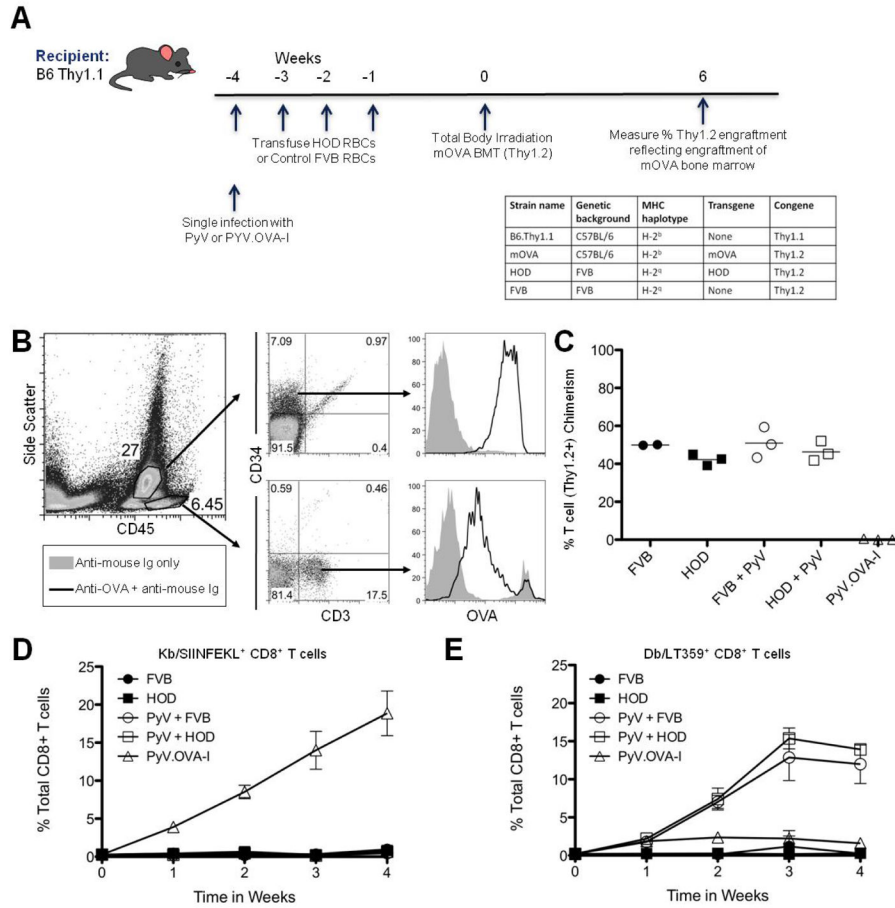 A
Recipient:
B6 Thy1.1
Weeks
-4 -3 -2 -1 0 6
Transfuse HOD RBCs
or Control FVB RBCs
Total Body Irradiation
mOVA BMT (Thy1.2)
Measure % Thy1.2 engraftment
reflecting engraftment of
mOVA bone marrow
Single infection with
PyV or PYV.OVA-I
Strain name Genetic background MHC haplotype Transgene Congene
B6.Thy1.1 C57BL/6 H-2ᵇ None Thy1.1
mOVA C57BL/6 H-2ᵇ mOVA Thy1.2
HOD FVB H-2q HOD Thy1.2
FVB FVB H-2q None Thy1.2
B
Side Scatter
27
6.45
CD45
Anti-mouse Ig only
Anti-OVA + anti-mouse Ig
CD34
7.09 0.97
91.5 0.4
0.59 0.46
81.4 17.5
CD3
100
80
60
40
20
0
100
80
60
40
20
0
OVA
C
% T cell (Thy1.2+) Chimerism
100
80
60
40
20
0
FVB
HOD
FVB + PyV
HOD + PyV
PyV.OVA-I
D
Kb/SIINFEKL⁺ CD8⁺ T cells
% Total CD8+ T cells
25
20
15
10
5
0
FVB
HOD
PyV + FVB
PyV + HOD
PyV.OVA-I
0 1 2 3 4
Time in Weeks
E
Db/LT359⁺ CD8⁺ T cells
% Total CD8+ T cells
25
20
15
10
5
0
FVB
HOD
PyV + FVB
PyV + HOD
PyV.OVA-I
0 1 2 3 4
Time in Weeks